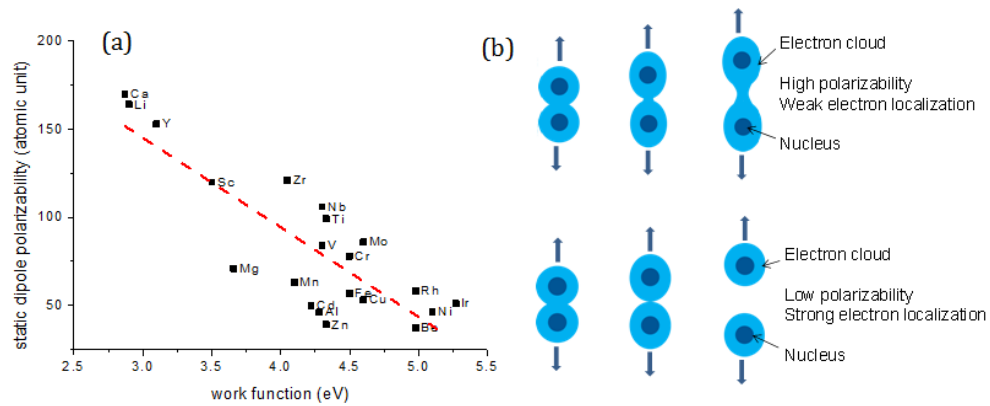 (a)
200
150
100
50
static dipole polarizability (atomic unit)
Ca
Li
Y
Sc
Zr
Nb
Ti
V
Mo
Cr
Mg
Mn
Fe
Cu
Cd
Al
Zn
Rh
Ir
Ni
Be
2.5 3.0 3.5 4.0 4.5 5.0 5.5
work function (eV)
(b)
Electron cloud
High polarizability
Weak electron localization
Nucleus
Electron cloud
Low polarizability
Strong electron localization
Nucleus